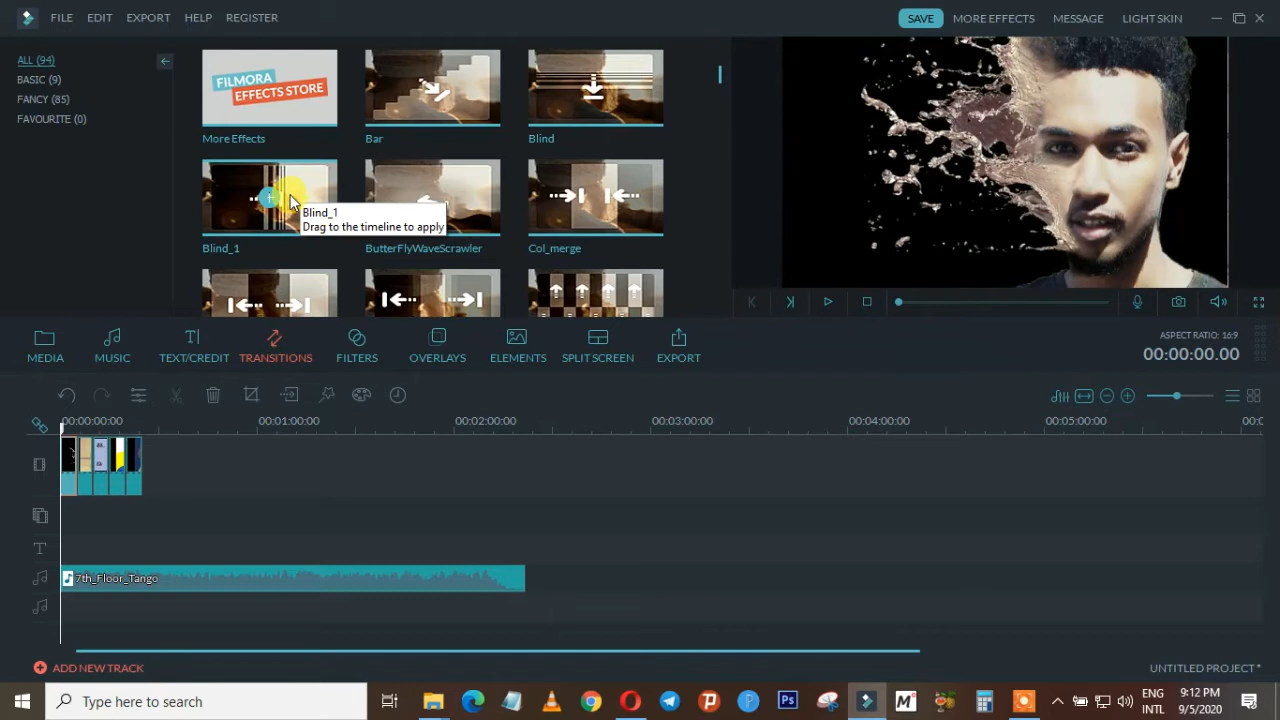 FILE EDIT EXPORT HELP REGISTER SAVE MORE EFFECTS MESSAGE LIGHT SKIN
ALL (94)
BASIC (9)
FANCY (85)
FAVOURITE (0)
FILMORA
EFFECTS STORE
More Effects Bar Blind
Blind_1
Drag to the timeline to apply
Blind_1 ButterFlyWaveScrawler Col_merge
MEDIA MUSIC TEXT/CREDIT TRANSITIONS FILTERS OVERLAYS ELEMENTS SPLIT SCREEN EXPORT
ASPECT RATIO: 16:9
00:00:00.00
00:00:00:00 00:01:00:00 00:02:00:00 00:03:00:00 00:04:00:00 00:05:00:00 00:0
7th_Floor_Tango
ADD NEW TRACK UNTITLED PROJECT*
Type here to search
Ps
ENG
INTL
9:12 PM
9/5/2020